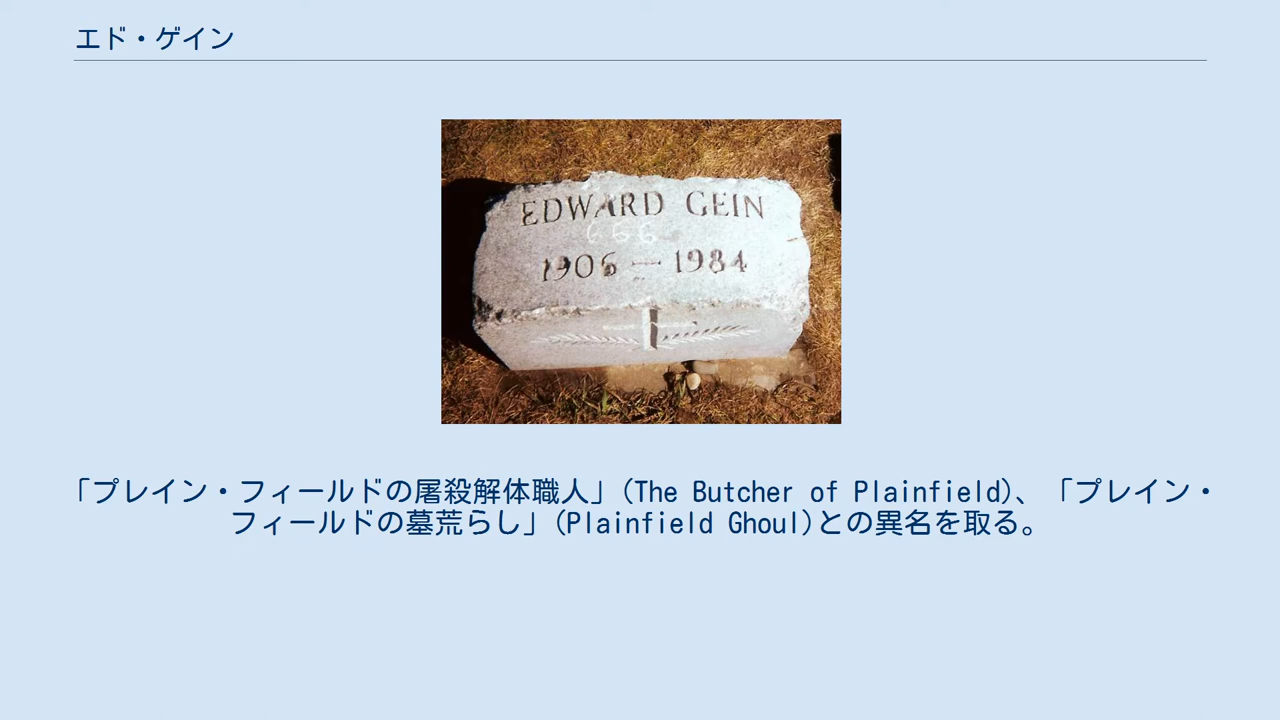 エド・ゲイン
EDWARD GEIN
666
1906 — 1984
「プレイン・フィールドの屠殺解体職人」(The Butcher of Plainfield)、「プレイン・
フィールドの墓荒らし」(Plainfield Ghoul)との異名を取る。